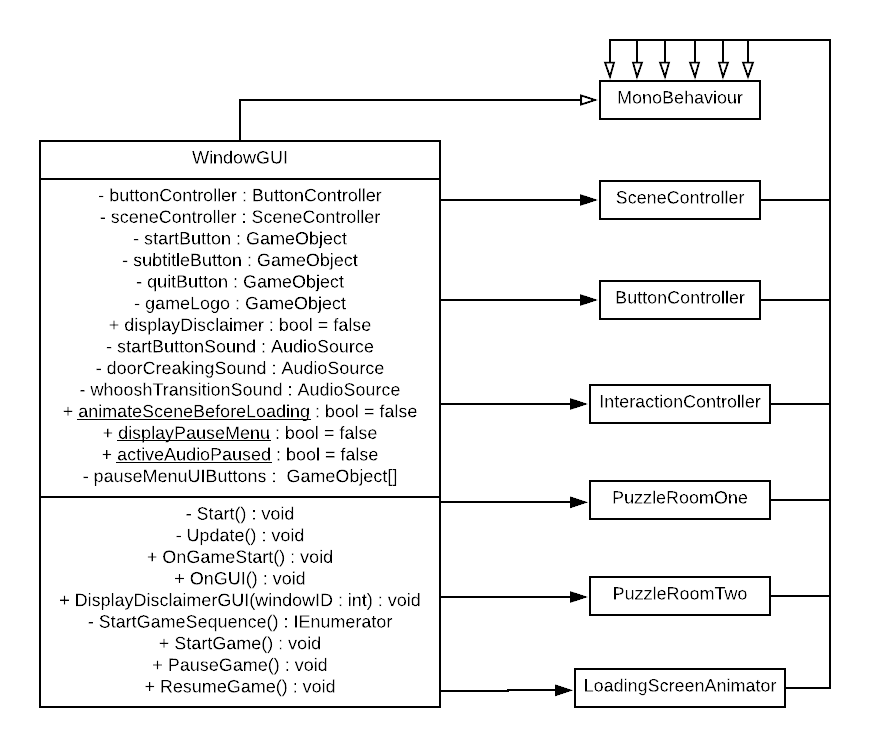 MonoBehaviour
WindowGUI
- buttonController : ButtonController
- sceneController : SceneController
- startButton : GameObject
- subtitleButton : GameObject
- quitButton : GameObject
- gameLogo : GameObject
+ displayDisclaimer : bool = false
- startButtonSound : AudioSource
- doorCreakingSound : AudioSource
- whooshTransitionSound : AudioSource
+ animateSceneBeforeLoading : bool = false
+ displayPauseMenu : bool = false
+ activeAudioPaused : bool = false
- pauseMenuUIButtons : GameObject[]
- Start() : void
- Update() : void
+ OnGameStart() : void
+ OnGUI() : void
+ DisplayDisclaimerGUI(windowID : int) : void
- StartGameSequence() : IEnumerator
+ StartGame() : void
+ PauseGame() : void
+ ResumeGame() : void
SceneController
ButtonController
InteractionController
PuzzleRoomOne
PuzzleRoomTwo
LoadingScreenAnimator